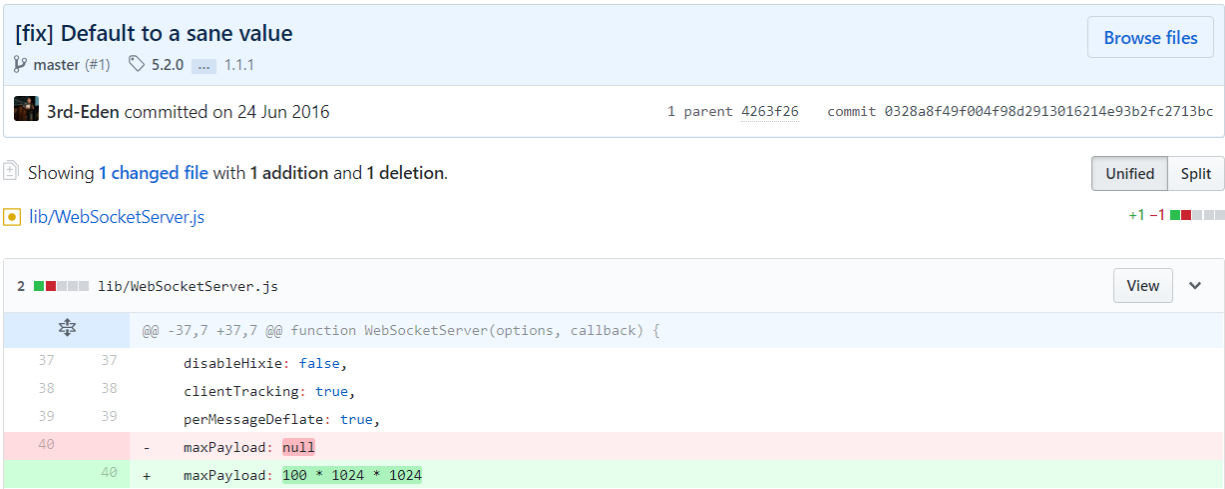 [fix] Default to a sane value
Browse files
master (#1) 5.2.0 … 1.1.1
3rd-Eden committed on 24 Jun 2016 1 parent 4263f26 commit 0328a8f49f004f98d2913016214e93b2fc2713bc
Showing 1 changed file with 1 addition and 1 deletion.
Unified Split
lib/WebSocketServer.js +1 −1
2 lib/WebSocketServer.js View
@@ -37,7 +37,7 @@ function WebSocketServer(options, callback) {
37 37 disableHixie: false,
38 38 clientTracking: true,
39 39 perMessageDeflate: true,
40 - maxPayload: null
40 + maxPayload: 100 * 1024 * 1024